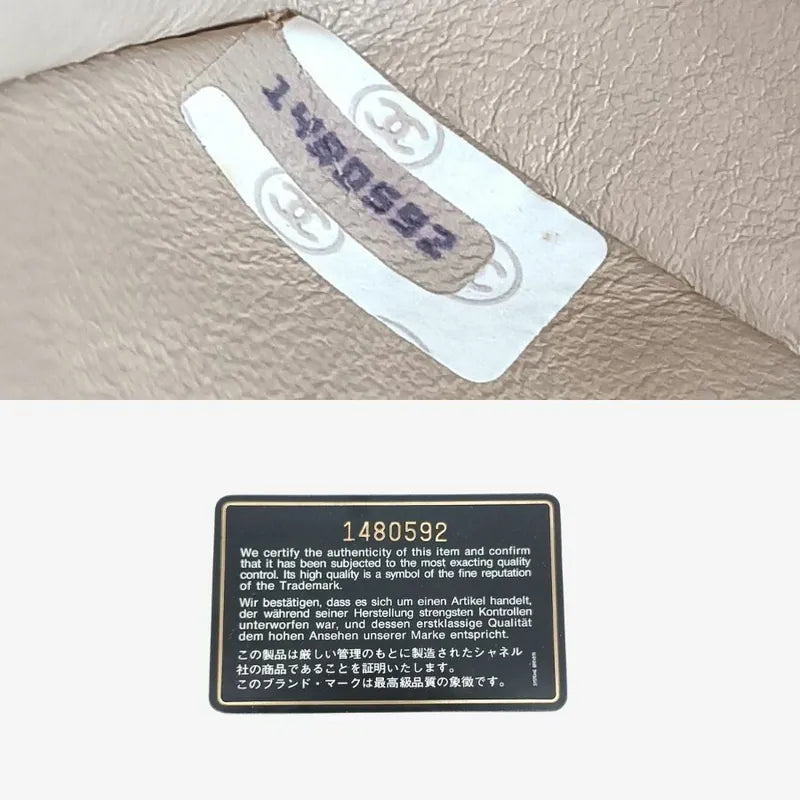 1480592
1480592
We certify the authenticity of this item and confirm
that it has been subjected to the most exacting quality
control. Its high quality is a symbol of the fine reputation
of the Trademark.
Wir bestätigen, dass es sich um einen Artikel handelt,
der während seiner Herstellung strengsten Kontrollen
unterworfen war, und dessen erstklassige Qualität
dem hohen Ansehen unserer Marke entspricht.
この製品は厳しい管理のもとに製造されたシャネル
社の商品であることを証明いたします。
このブランド・マークは最高級品質の象徴です。